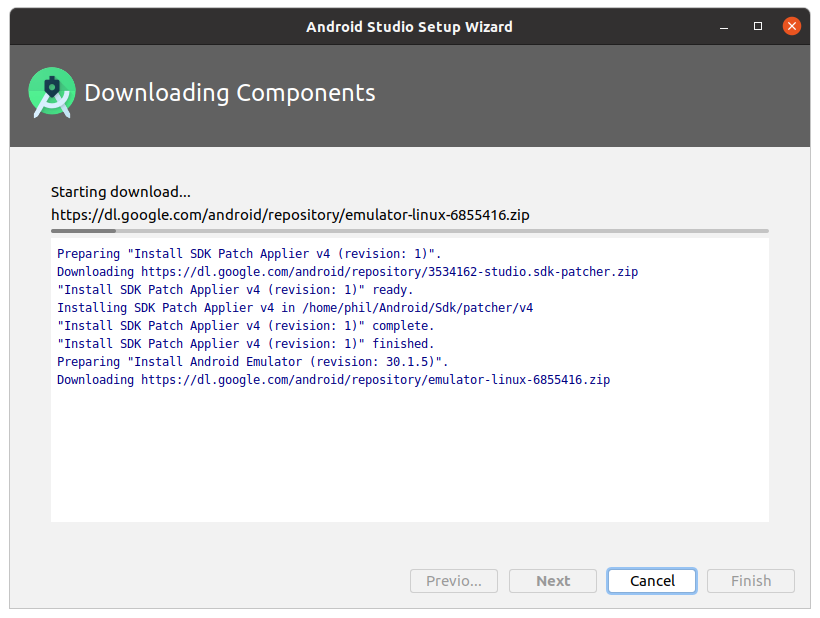 Android Studio Setup Wizard
Downloading Components
Starting download...
https://dl.google.com/android/repository/emulator-linux-6855416.zip
Preparing "Install SDK Patch Applier v4 (revision: 1)".
Downloading https://dl.google.com/android/repository/3534162-studio.sdk-patcher.zip
"Install SDK Patch Applier v4 (revision: 1)" ready.
Installing SDK Patch Applier v4 in /home/phil/Android/Sdk/patcher/v4
"Install SDK Patch Applier v4 (revision: 1)" complete.
"Install SDK Patch Applier v4 (revision: 1)" finished.
Preparing "Install Android Emulator (revision: 30.1.5)".
Downloading https://dl.google.com/android/repository/emulator-linux-6855416.zip
Previo... Next Cancel Finish